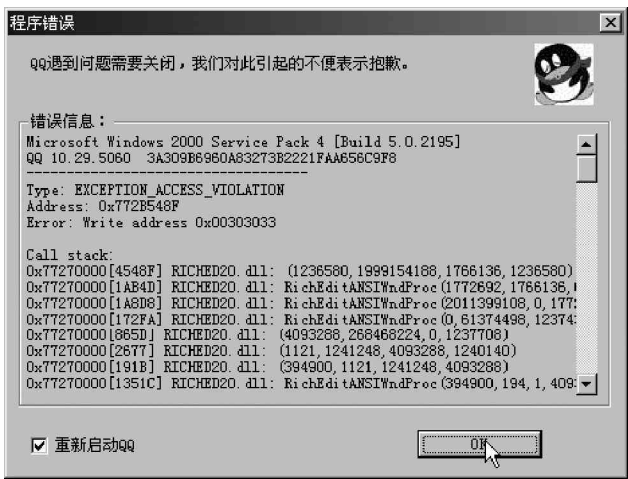 程序错误
QQ遇到问题需要关闭，我们对此引起的不便表示抱歉。
错误信息：
Microsoft Windows 2000 Service Pack 4 [Build 5.0.2195]
QQ 10.29.5060 3A309B6960A83273B2221FAA656C9F8
----------------------------------
Type: EXCEPTION_ACCESS_VIOLATION
Address: 0x772B548F
Error: Write address 0x00303033
Call stack:
0x77270000[4548F] RICHED20.dll: (1236580, 1999154188, 1766136, 1236580)
0x77270000[1AB4D] RICHED20.dll: RichEditANSIWndProc(1772692, 1766136,
0x77270000[1A8D8] RICHED20.dll: RichEditANSIWndProc(2011399108, 0, 177
0x77270000[172FA] RICHED20.dll: RichEditANSIWndProc(0, 61374498, 12374
0x77270000[865D] RICHED20.dll: (4093288, 268468224, 0, 1237708)
0x77270000[2677] RICHED20.dll: (1121, 1241248, 4093288, 1240140)
0x77270000[191B] RICHED20.dll: (394900, 1121, 1241248, 4093288)
0x77270000[1351C] RICHED20.dll: RichEditANSIWndProc(394900, 194, 1, 409
重新启动QQ
OK